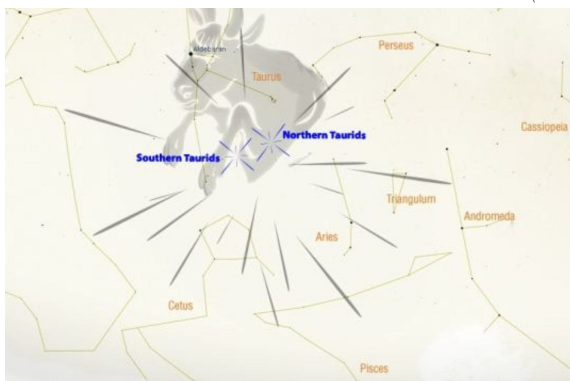 Aldebaran
Perseus
Taurus
Cassiopeia
Northern Taurids
Southern Taurids
Triangulum
Andromeda
Aries
Cetus
Pisces